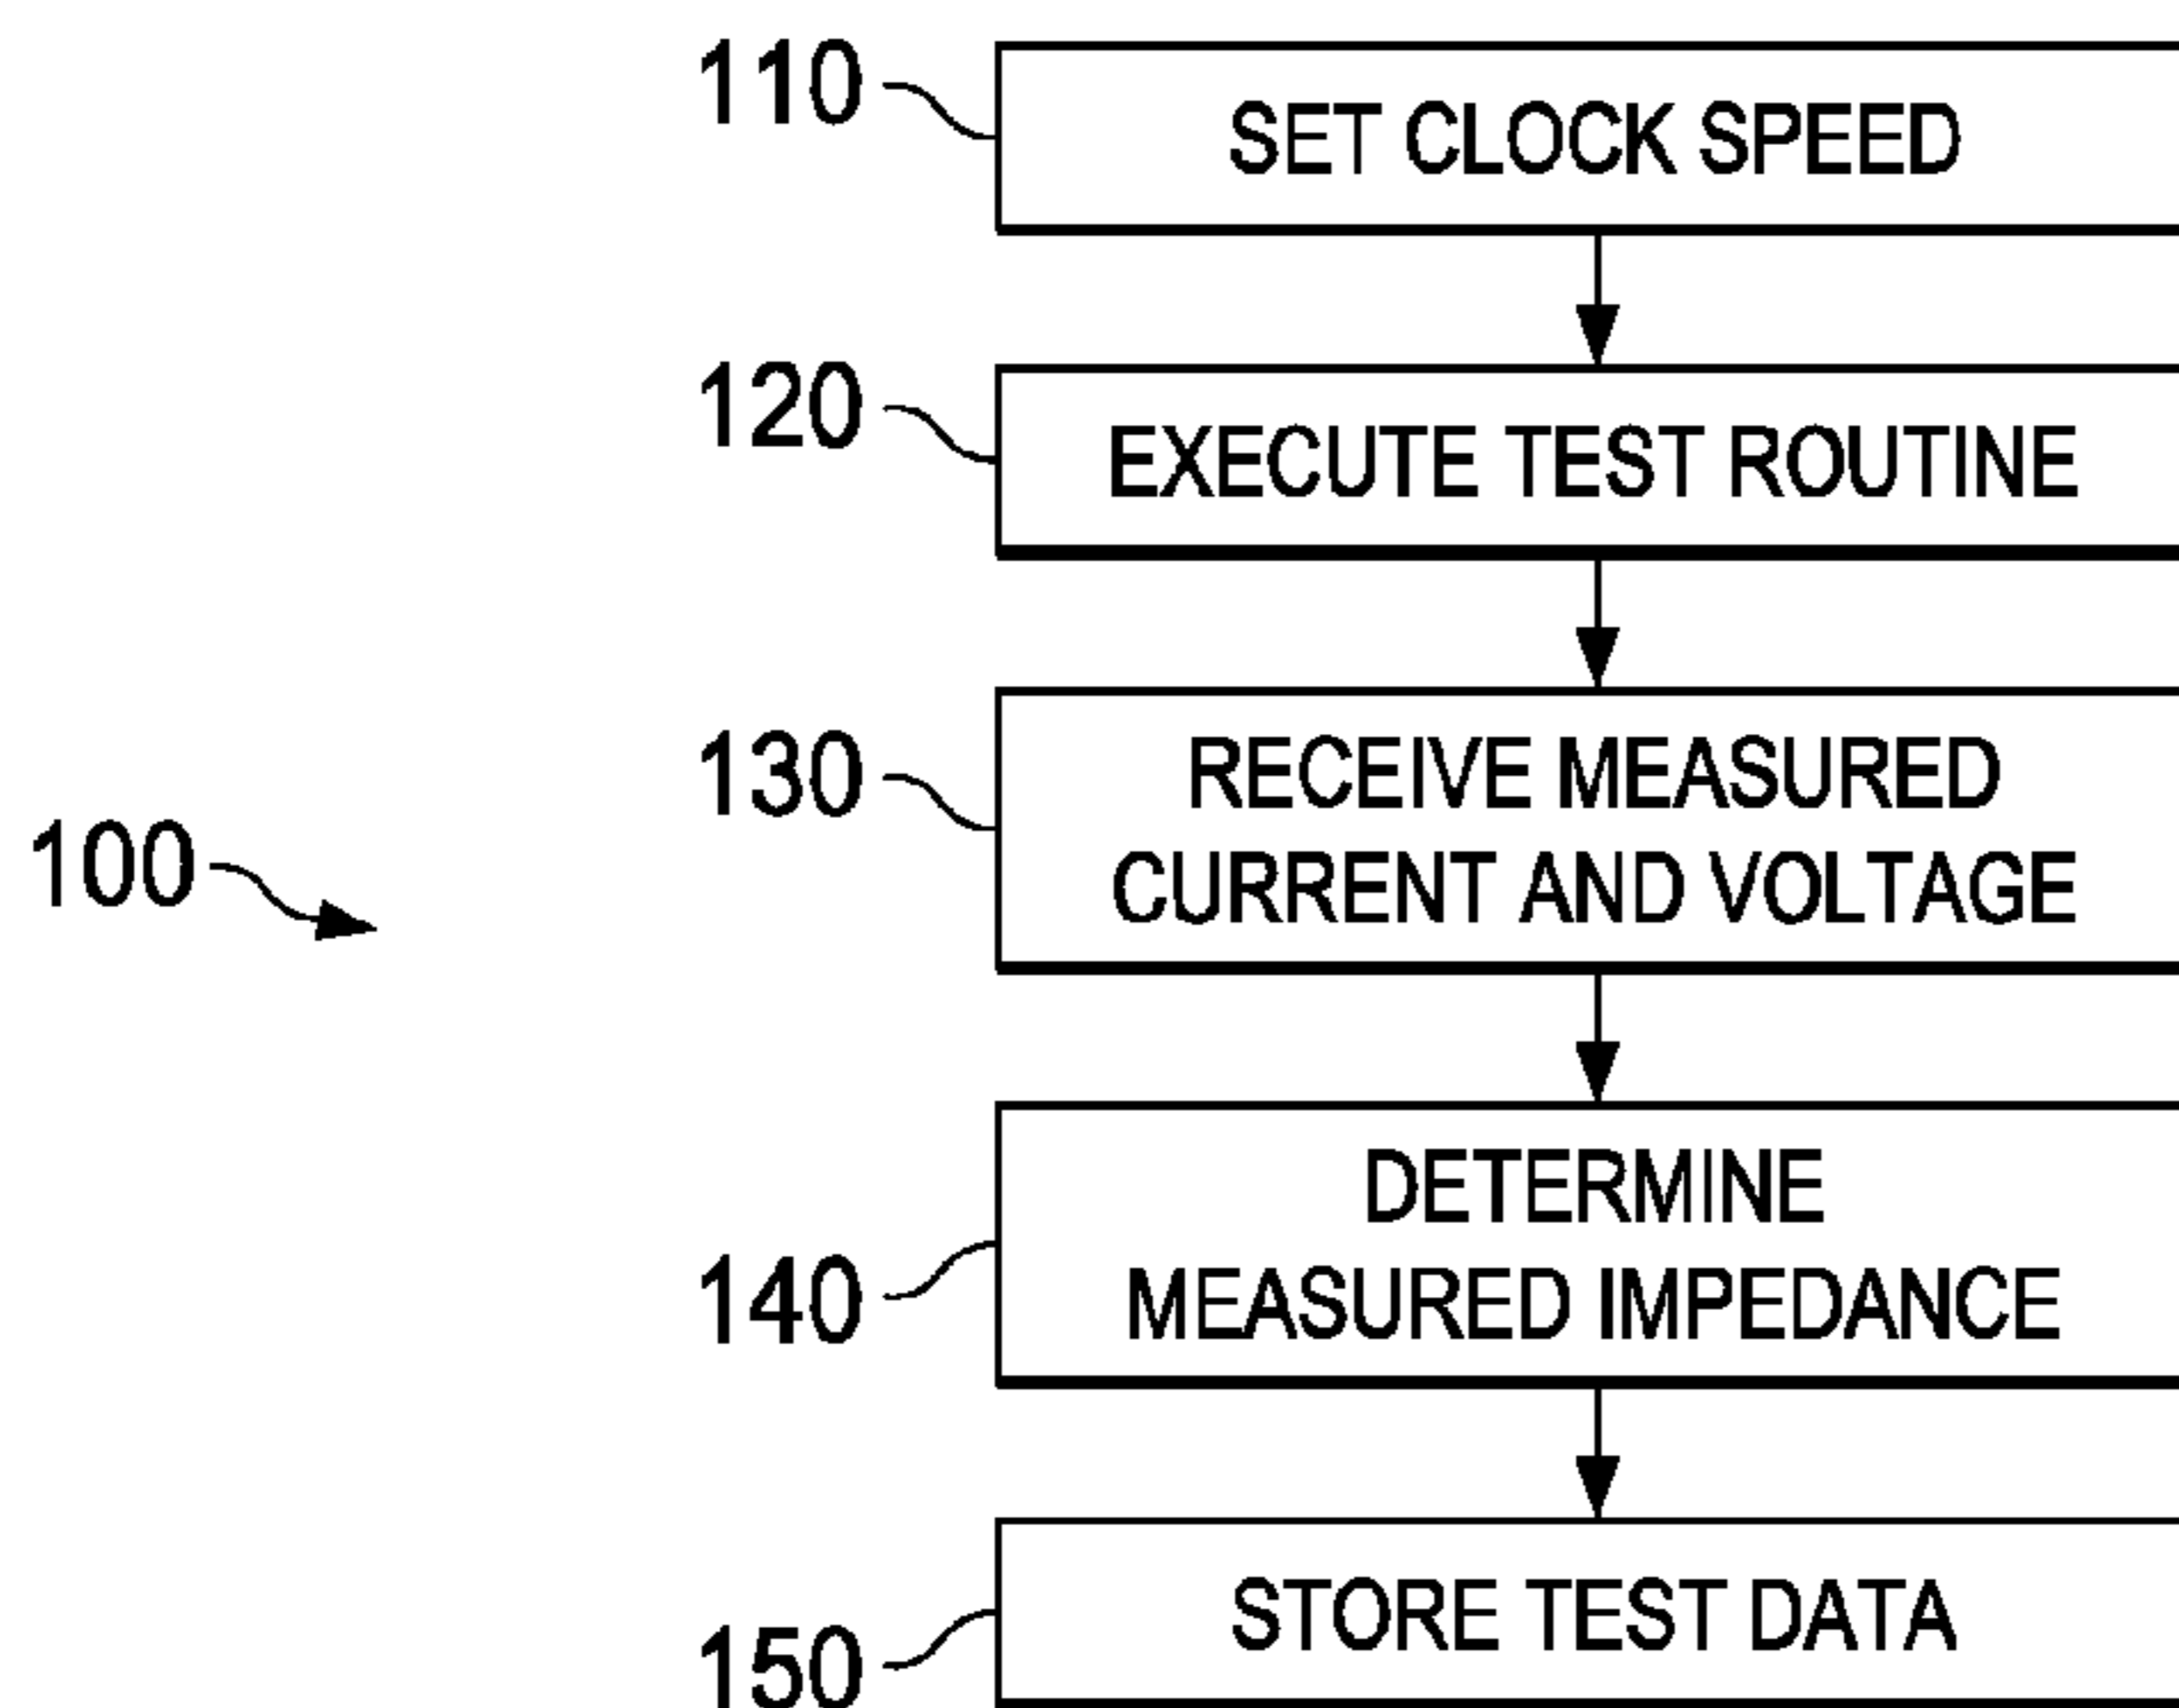 110
SET CLOCK SPEED
120
EXECUTE TEST ROUTINE
130
RECEIVE MEASURED
CURRENT AND VOLTAGE
100
DETERMINE
MEASURED IMPEDANCE
140
STORE TEST DATA
150